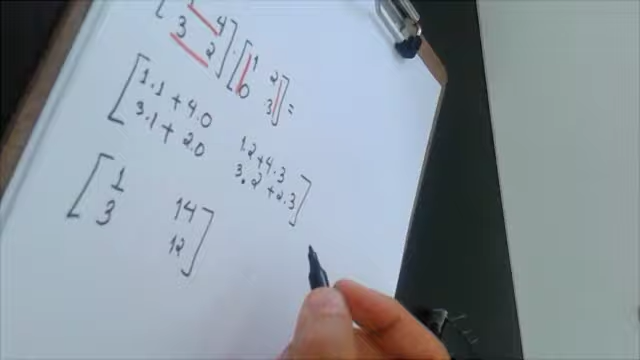 [ 4
3 2] · [1 2
0 3] =
[1.1 + 4.0 1.2 + 4.3
3.1 + 2.0 3.2 + 2.3]
[1 14
3 12]